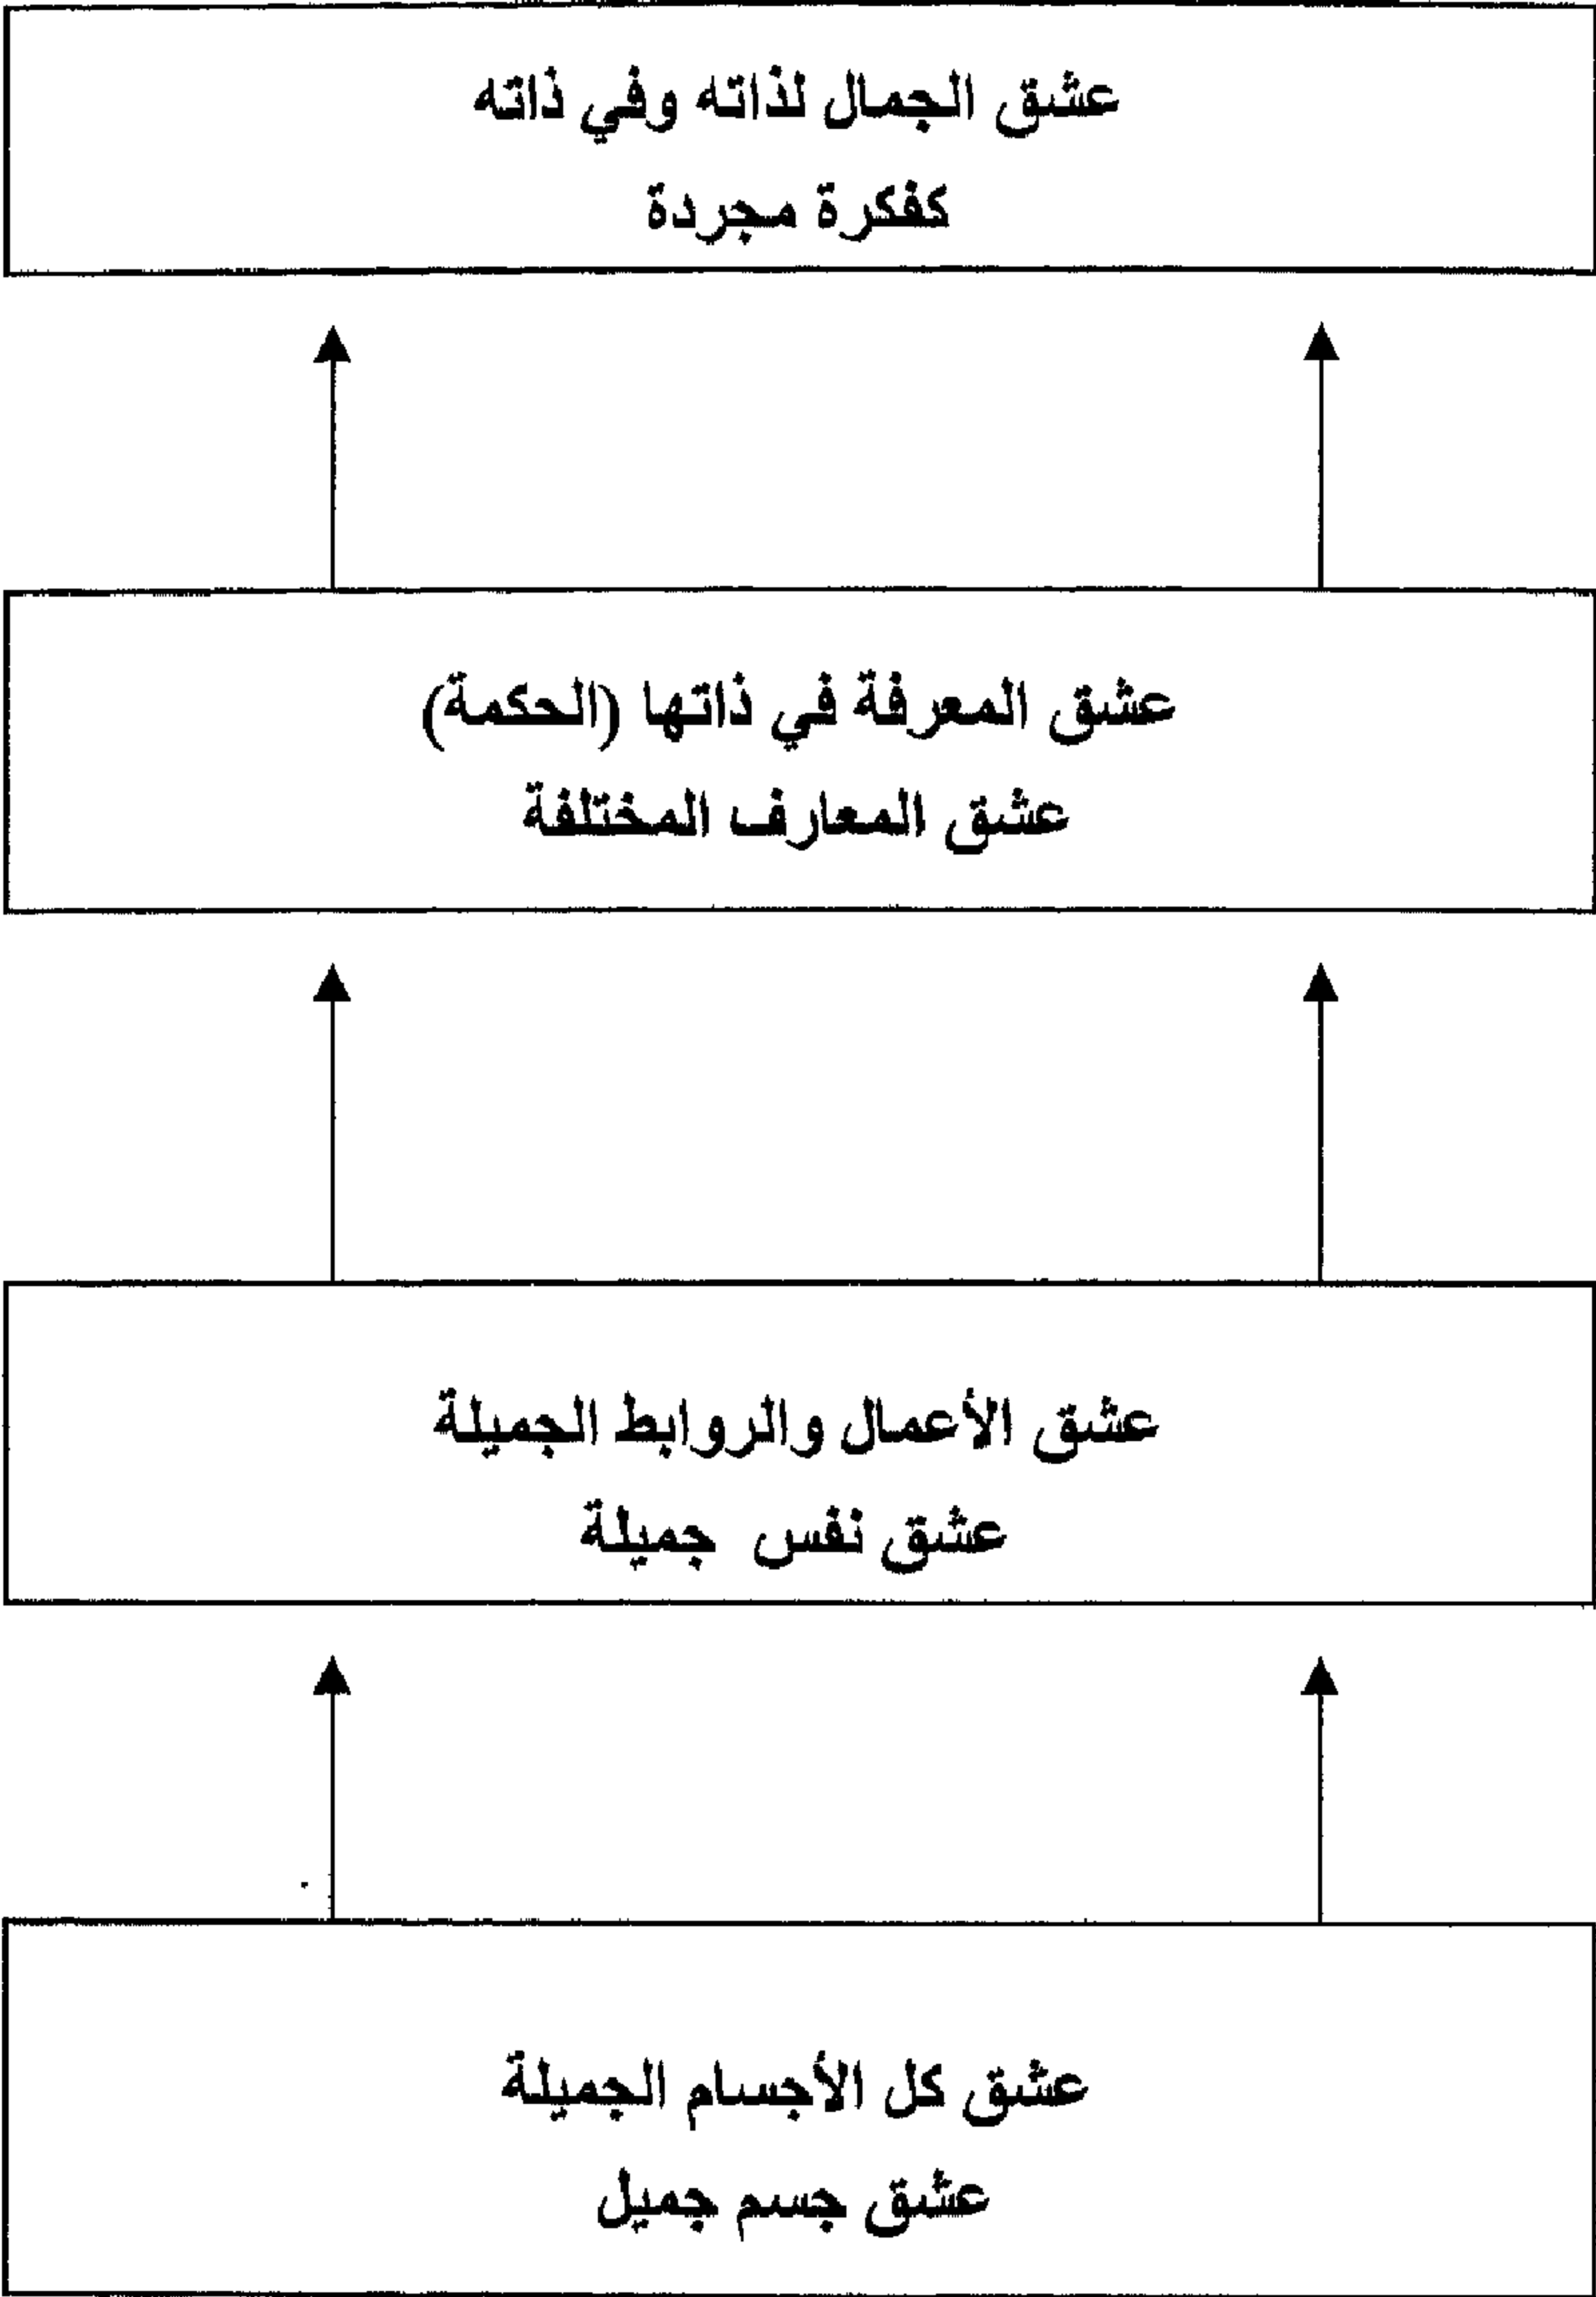 عشق الجمال لذاته وفي ذاته
كفكرة مجردة
عشق المعرفة في ذاتها (الحكمة)
عشق المعارف المختلفة
عشق الأعمال والروابط الجميلة
عشق نفس جميلة
عشق كل الأجسام الجميلة
عشق جسم جميل